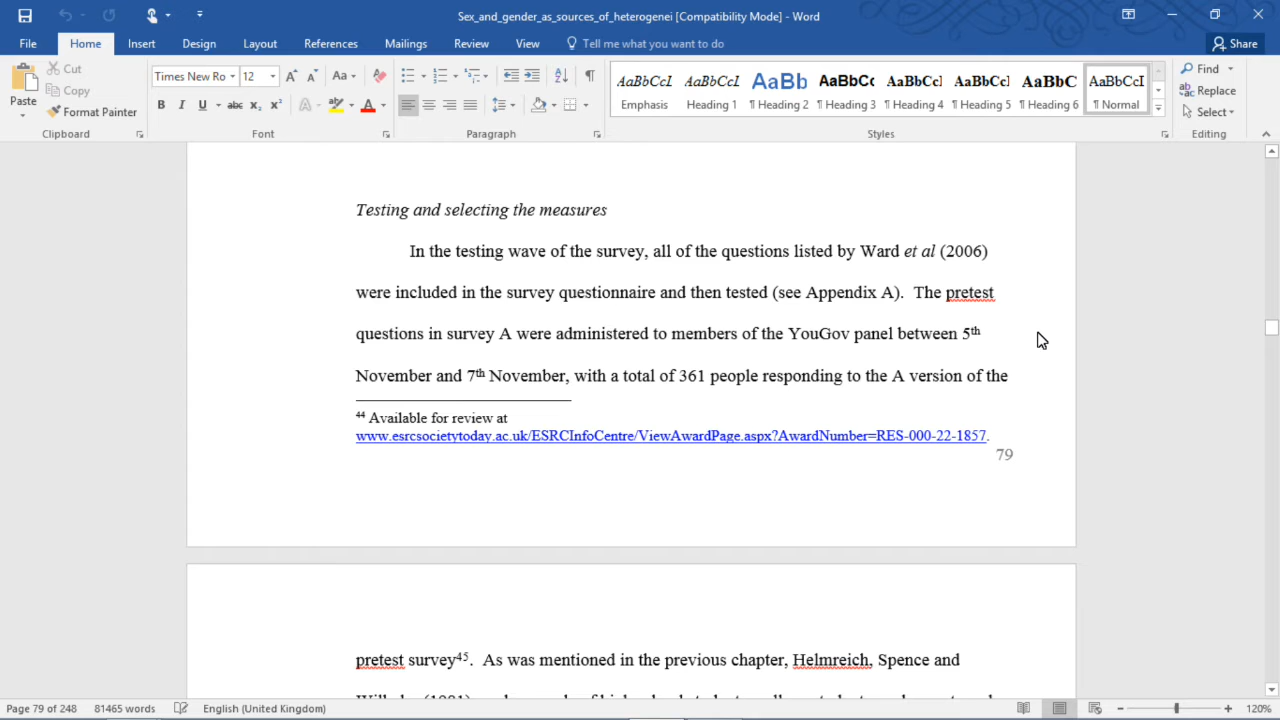 Sex_and_gender_as_sources_of_heterogenei [Compatibility Mode] - Word
File Home Insert Design Layout References Mailings Review View Tell me what you want to do Share
Paste Cut Copy Format Painter
Times New Ro 12 Aa
B I U abc x₂ x² A A
AaBbCcI AaBbCcI AaBb AaBbCc AaBbCcI AaBbCcI AaBbC AaBbCcI
Emphasis Heading 1 ¶ Heading 2 ¶ Heading 3 ¶ Heading 4 ¶ Heading 5 ¶ Heading 6 ¶ Normal
Find Replace Select
Clipboard Font Paragraph Styles Editing
Testing and selecting the measures
In the testing wave of the survey, all of the questions listed by Ward et al (2006)
were included in the survey questionnaire and then tested (see Appendix A).  The pretest
questions in survey A were administered to members of the YouGov panel between 5th
November and 7th November, with a total of 361 people responding to the A version of the
44 Available for review at
www.esrcsocietytoday.ac.uk/ESRCInfoCentre/ViewAwardPage.aspx?AwardNumber=RES-000-22-1857.
79
pretest survey45.  As was mentioned in the previous chapter, Helmreich, Spence and
Page 79 of 248 81465 words English (United Kingdom) 120%